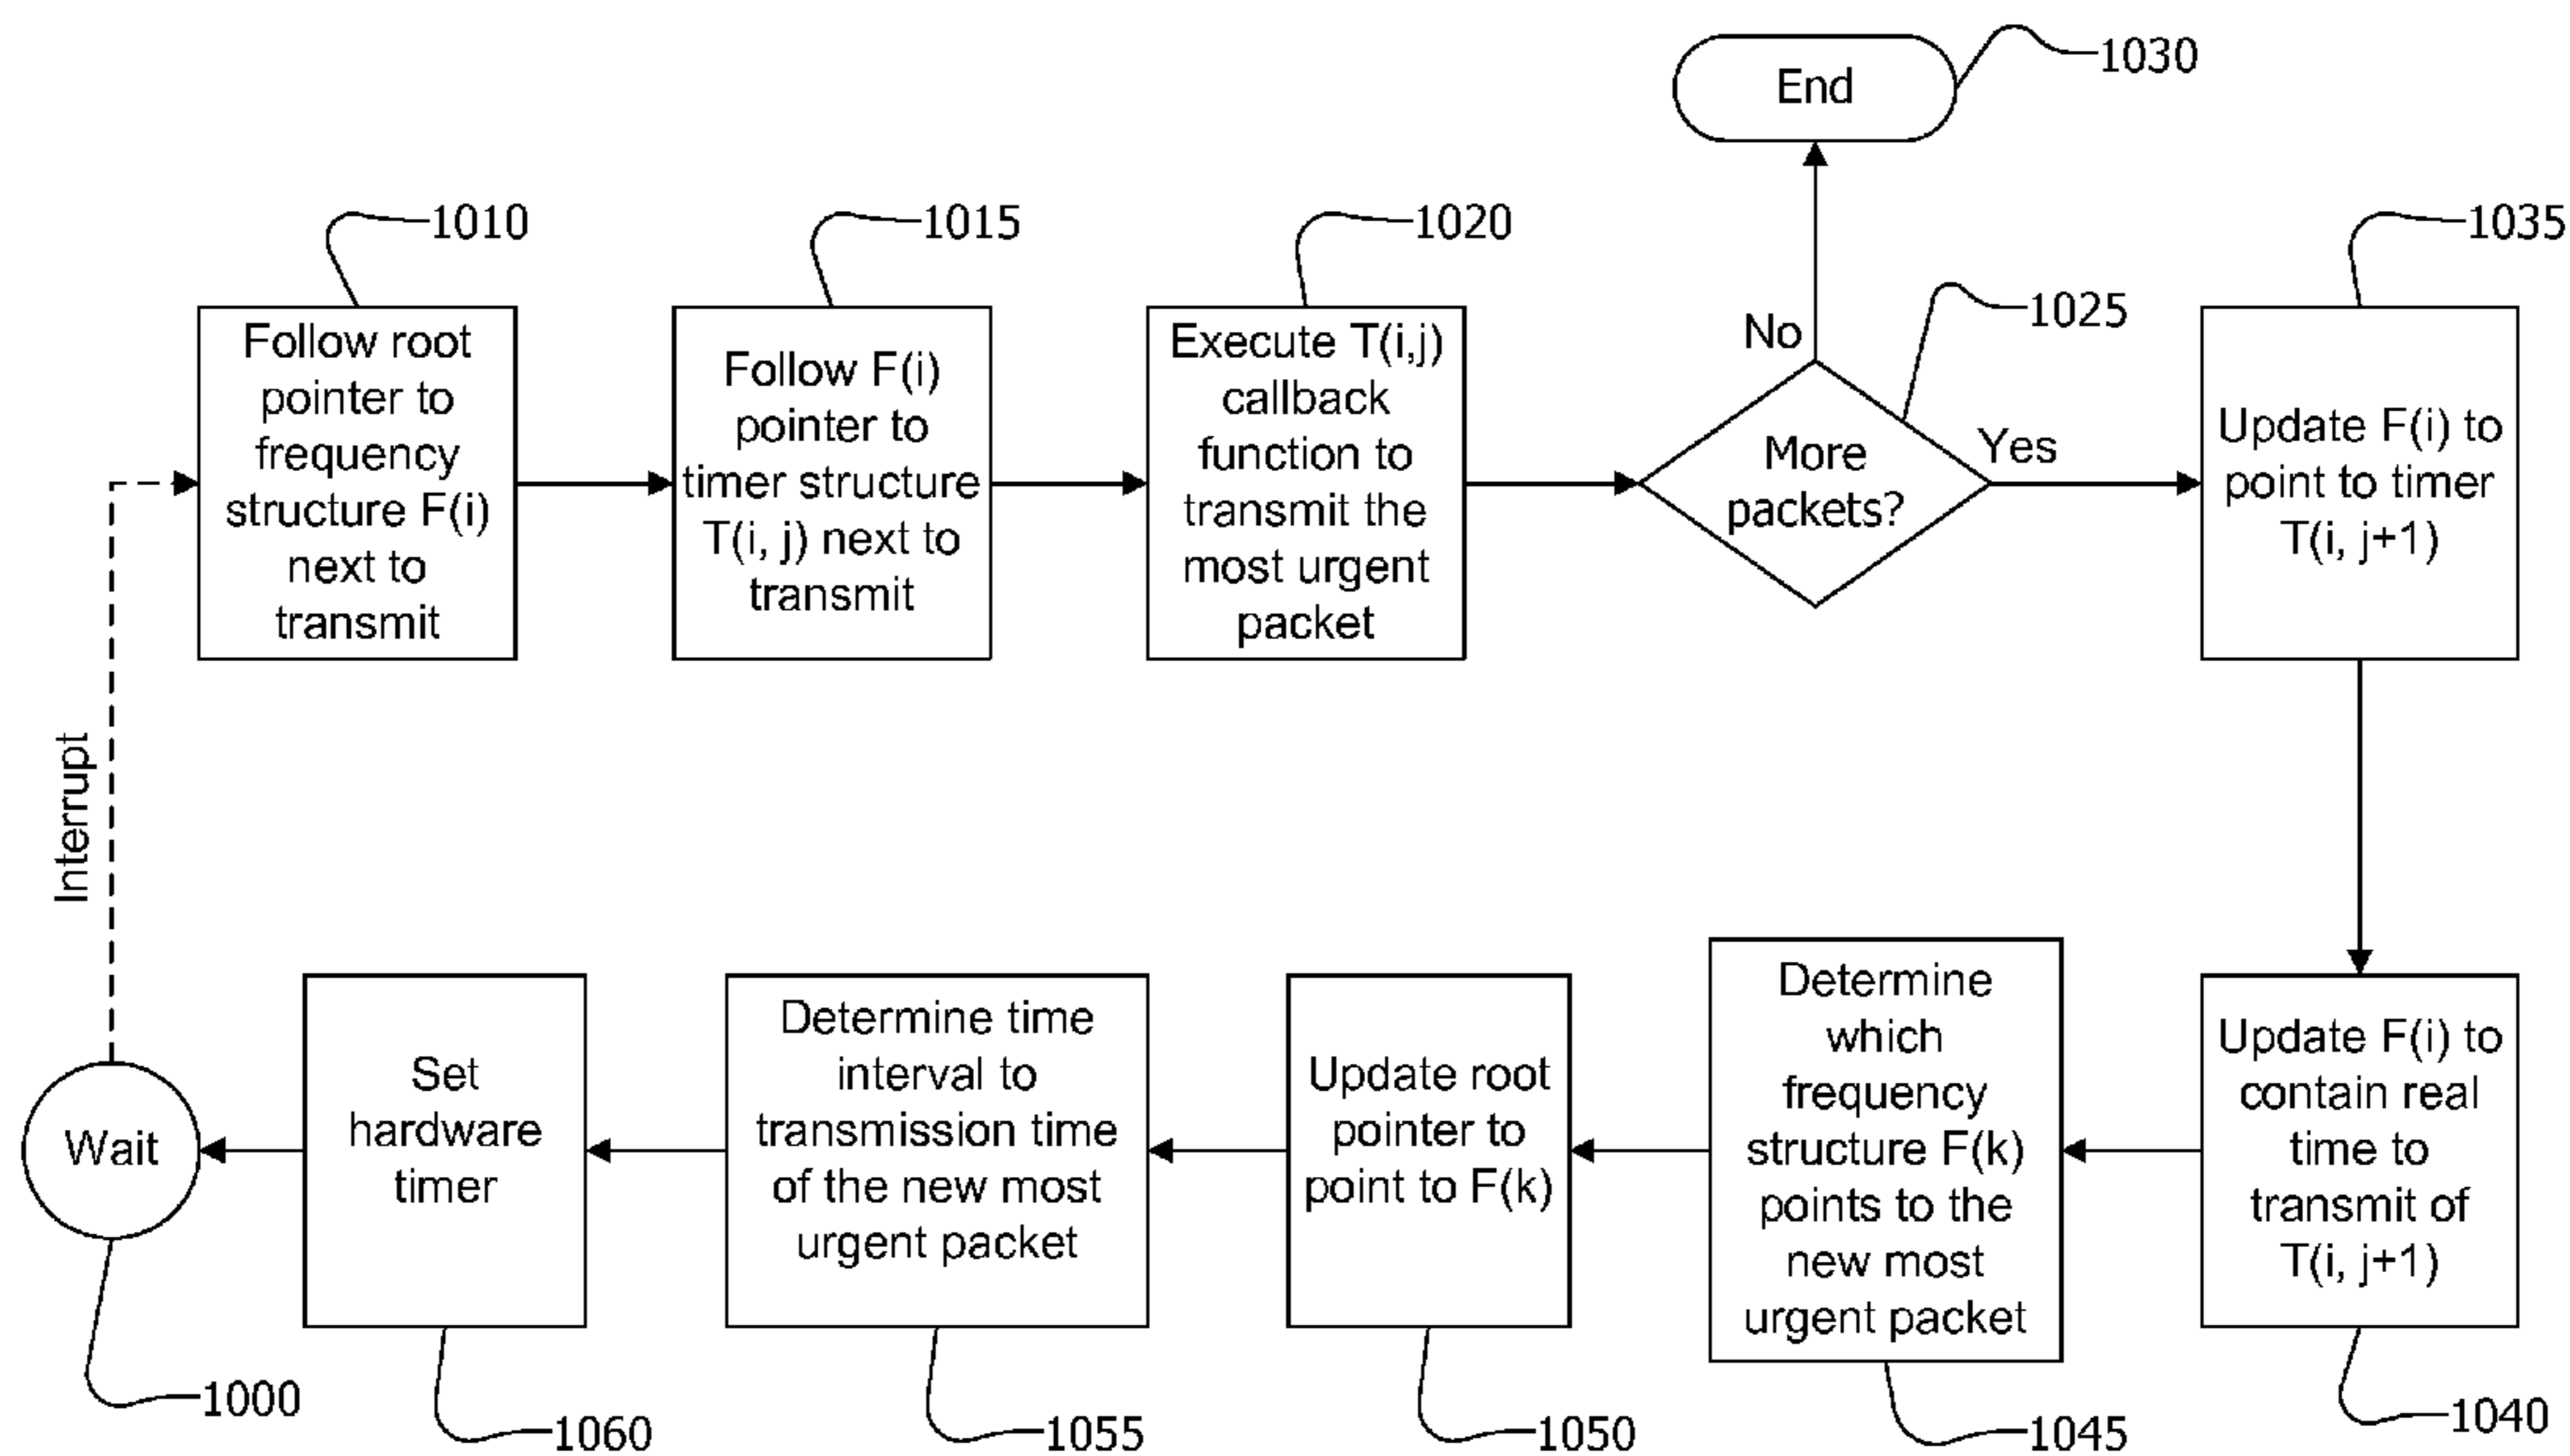 End
1030
1010
1015
1020
1035
1025
Follow root
pointer to
frequency
structure F(i)
next to
transmit
Follow F(i)
pointer to
timer structure
T(i, j) next to
transmit
Execute T(i,j)
callback
function to
transmit the
most urgent
packet
No
More
packets?
Yes
Update F(i) to
point to timer
T(i, j+1)
Interrupt
Wait
Set
hardware
timer
Determine time
interval to
transmission time
of the new most
urgent packet
Update root
pointer to
point to F(k)
Determine
which
frequency
structure F(k)
points to the
new most
urgent packet
Update F(i) to
contain real
time to
transmit of
T(i, j+1)
1000
1060
1055
1050
1045
1040